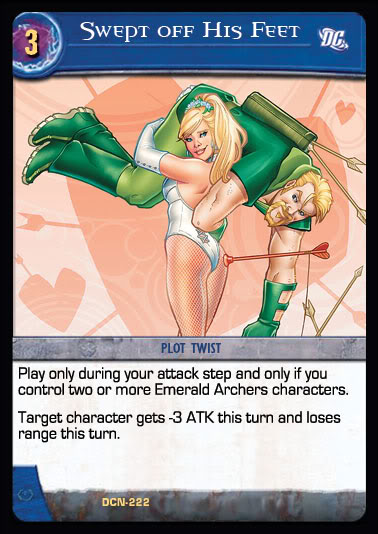 3
Swept off His Feet
DC
PLOT TWIST
Play only during your attack step and only if you
control two or more Emerald Archers characters.
Target character gets -3 ATK this turn and loses
range this turn.
DCN-222